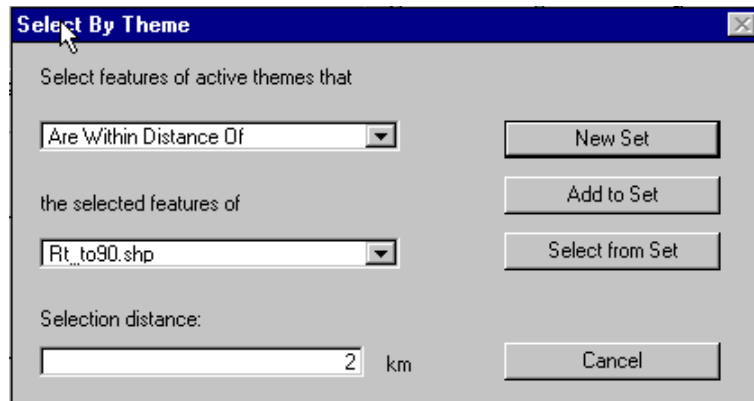 Select By Theme
Select features of active themes that
Are Within Distance Of
New Set
Add to Set
the selected features of
Rt_to90.shp
Select from Set
Selection distance:
2 km
Cancel